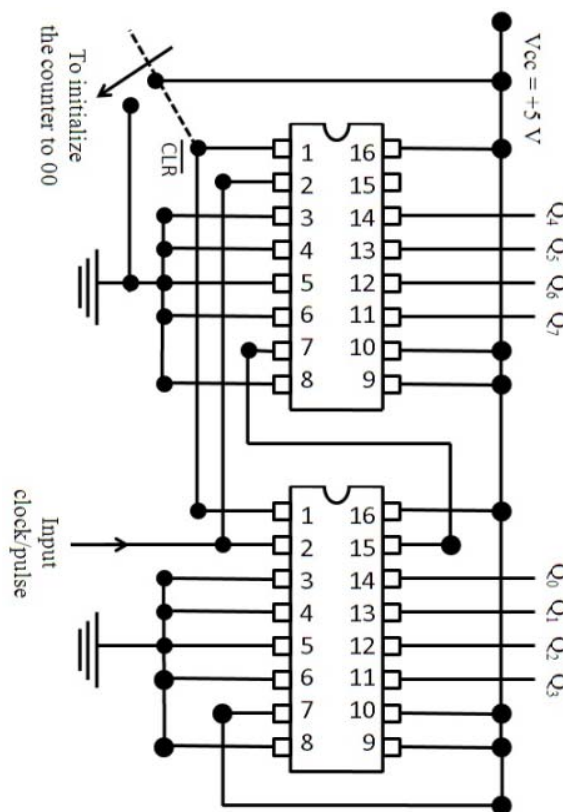 Vcc = +5 V
To initialize
the counter to 00
CLR
1 16
2 15
3 14 Q4
4 13 Q5
5 12 Q6
6 11 Q7
7 10
8 9
Input
clock/pulse
1 16
2 15
3 14 Q0
4 13 Q1
5 12 Q2
6 11 Q3
7 10
8 9